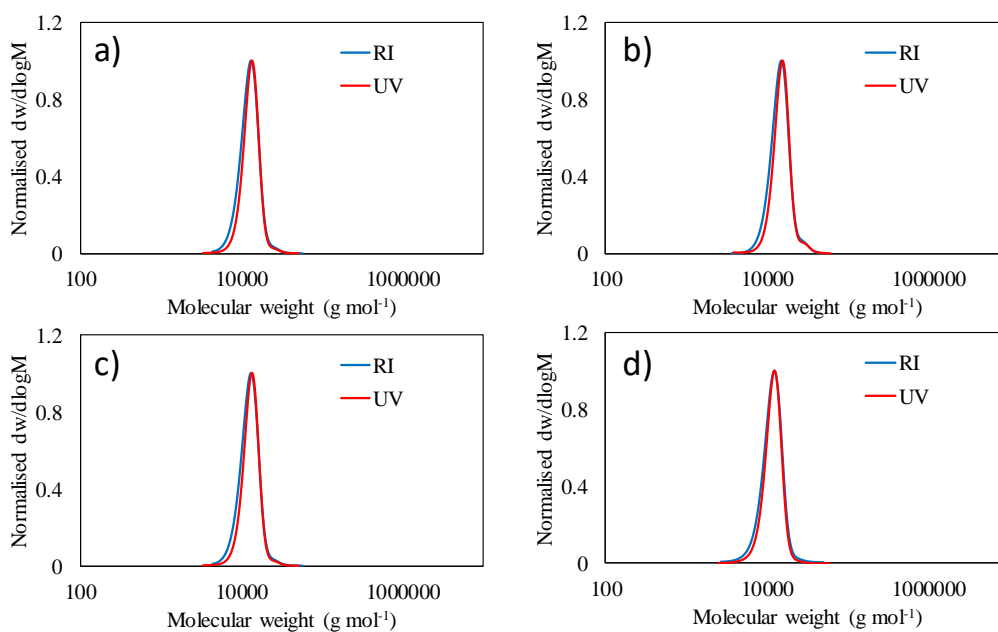 a)
Normalised dw/dlogM
1.2
0.8
0.4
0
RI
UV
100
10000
1000000
Molecular weight (g mol⁻¹)
b)
Normalised dw/dlogM
1.2
0.8
0.4
0
RI
UV
100
10000
1000000
Molecular weight (g mol⁻¹)
c)
Normalised dw/dlogM
1.2
0.8
0.4
0
RI
UV
100
10000
1000000
Molecular weight (g mol⁻¹)
d)
Normalised dw/dlogM
1.2
0.8
0.4
0
RI
UV
100
10000
1000000
Molecular weight (g mol⁻¹)